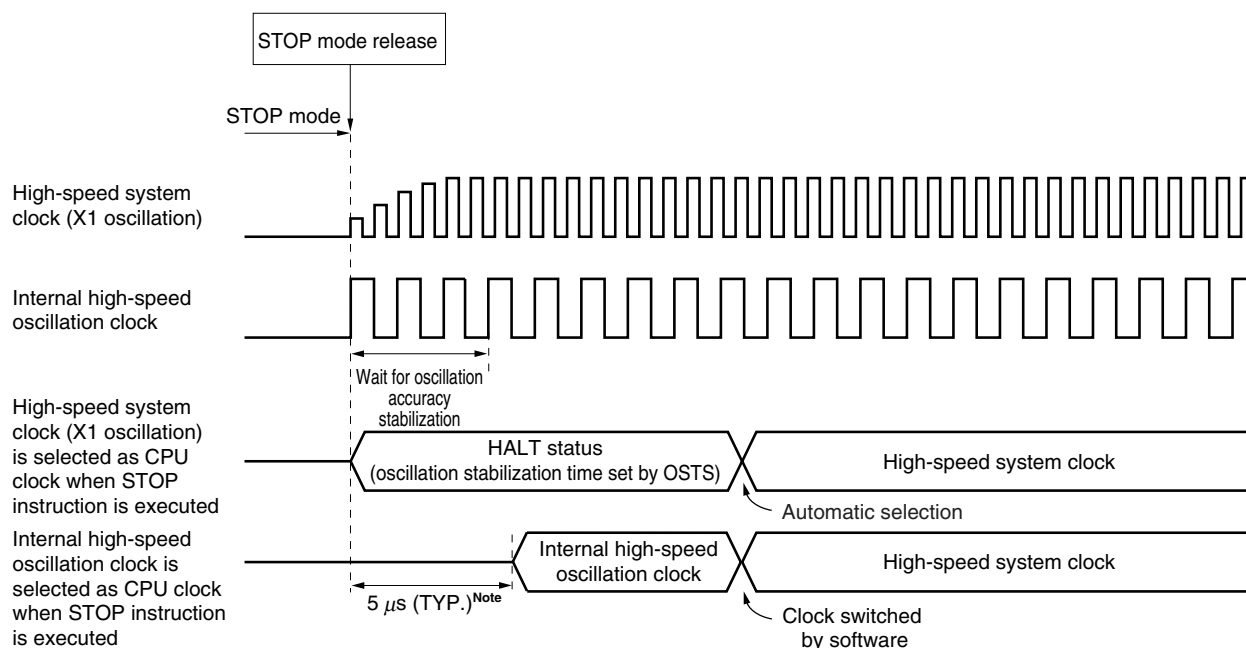 STOP mode release
STOP mode
High-speed system
clock (X1 oscillation)
Internal high-speed
oscillation clock
Wait for oscillation
accuracy
stabilization
High-speed system
clock (X1 oscillation)
is selected as CPU
clock when STOP
instruction is executed
HALT status
(oscillation stabilization time set by OSTS)
High-speed system clock
Automatic selection
Internal high-speed
oscillation clock is
selected as CPU clock
when STOP instruction
is executed
Internal high-speed
oscillation clock
High-speed system clock
5 μs (TYP.)Note
Clock switched
by software